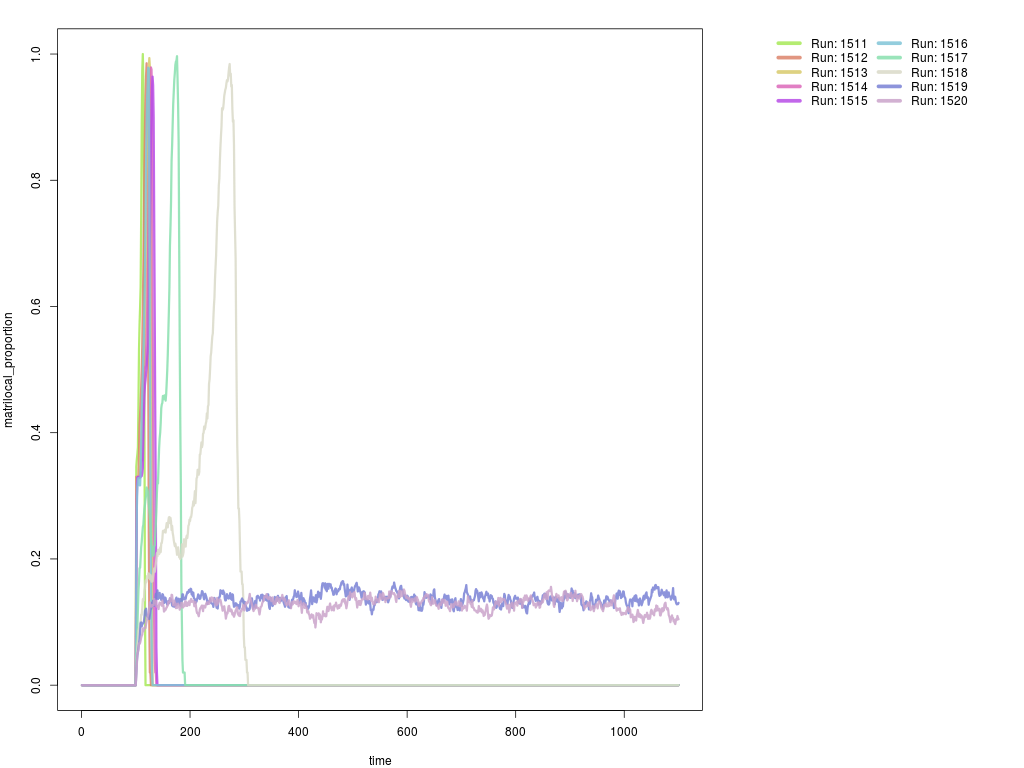 1.0
0.8
0.6
0.4
0.2
0.0
matrilocal_proportion
0 200 400 600 800 1000
time
Run: 1511 Run: 1516
Run: 1512 Run: 1517
Run: 1513 Run: 1518
Run: 1514 Run: 1519
Run: 1515 Run: 1520